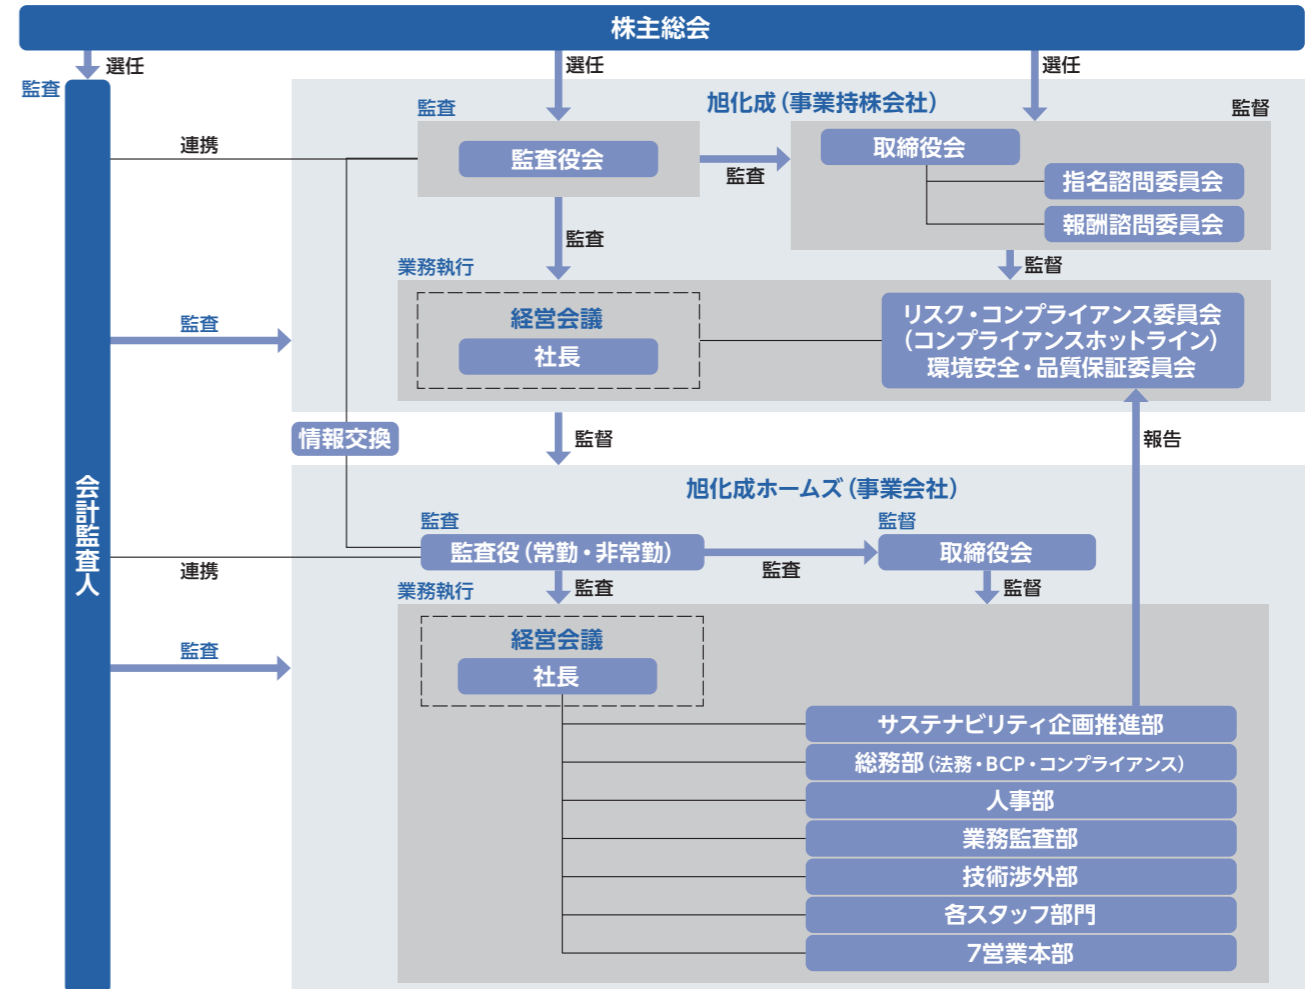 株主総会
選任
選任
選任
監査
旭化成（事業持株会社）
監査
監督
連携
監査役会
監査
取締役会
指名諮問委員会
報酬諮問委員会
監査
監督
業務執行
監査
経営会議
社長
リスク・コンプライアンス委員会
（コンプライアンスホットライン）
環境安全・品質保証委員会
情報交換
監督
報告
会計監査人
旭化成ホームズ（事業会社）
監査
監督
監査役（常勤・非常勤）
監査
取締役会
連携
監査
監督
業務執行
監査
経営会議
社長
サステナビリティ企画推進部
総務部（法務・BCP・コンプライアンス）
人事部
業務監査部
技術渉外部
各スタッフ部門
7営業本部